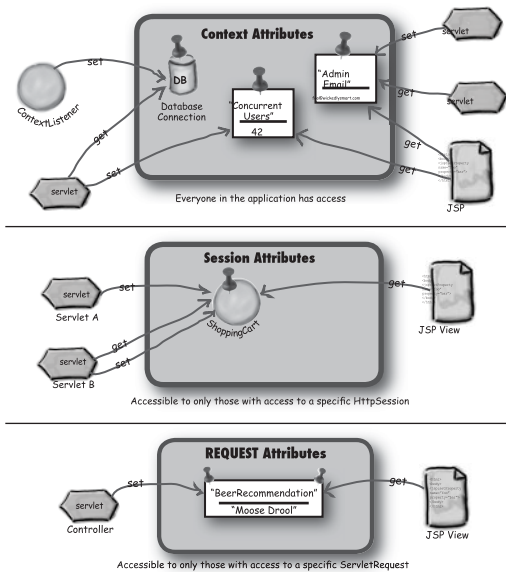 Context Attributes
set
set
servlet
DB
"Admin
Email"
ContextListener
Database
Connection
"Concurrent
Users"
42
get
servlet
get
set
servlet
get
get
JSP
Everyone in the application has access
Session Attributes
servlet
set
get
Servlet A
ShoppingCart
JSP View
servlet
get
set
Servlet B
Accessible to only those with access to a specific HttpSession
REQUEST Attributes
set
"BeerRecommendation"
get
servlet
"Moose Drool"
Controller
JSP View
Accessible to only those with access to a specific ServletRequest